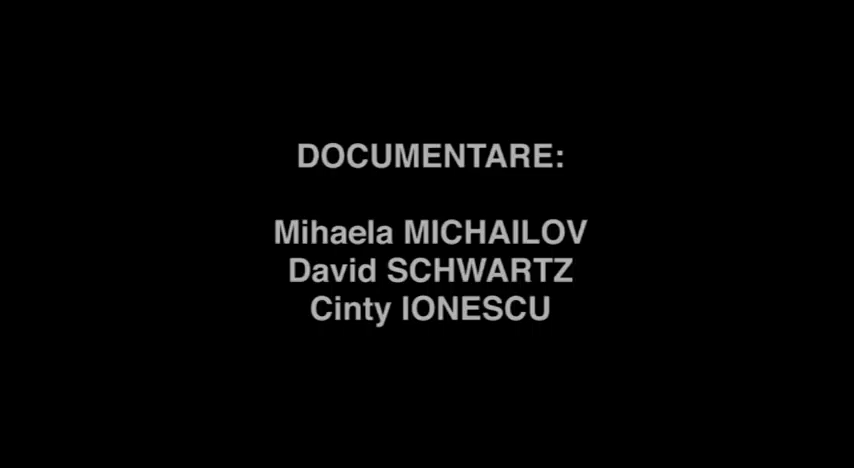 DOCUMENTARE:
Mihaela MICHAILOV
David SCHWARTZ
Cinty IONESCU